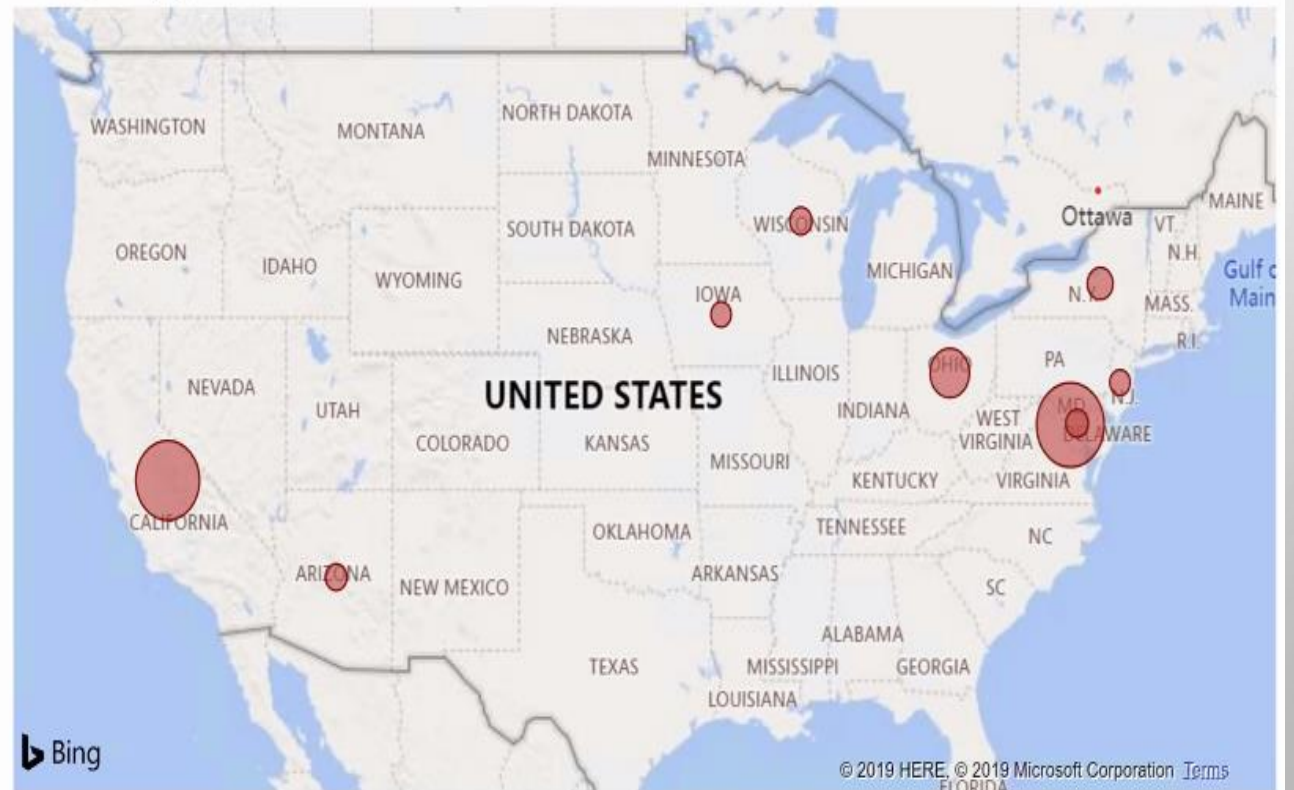 WASHINGTON
MONTANA
NORTH DAKOTA
MINNESOTA
Ottawa
MAINE
VT.
N.H.
OREGON
IDAHO
WYOMING
SOUTH DAKOTA
WISCONSIN
MICHIGAN
Gulf o
Main
IOWA
N.Y.
MASS.
R.I.
NEBRASKA
NEVADA
UTAH
UNITED STATES
ILLINOIS
OHIO
PA
N.J.
INDIANA
MD
COLORADO
KANSAS
WEST
VIRGINIA
DELAWARE
MISSOURI
KENTUCKY
VIRGINIA
CALIFORNIA
OKLAHOMA
TENNESSEE
NC
ARIZONA
NEW MEXICO
ARKANSAS
SC
ALABAMA
TEXAS
MISSISSIPPI
GEORGIA
LOUISIANA
Bing
© 2019 HERE, © 2019 Microsoft Corporation Terms
FLORIDA